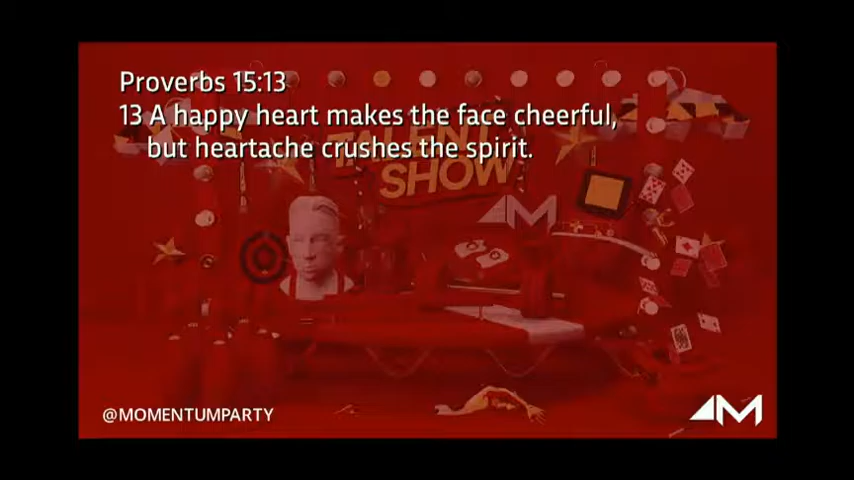 Proverbs 15:13
13 A happy heart makes the face cheerful,
but heartache crushes the spirit.
TALENT
SHOW
M
@MOMENTUMPARTY
M